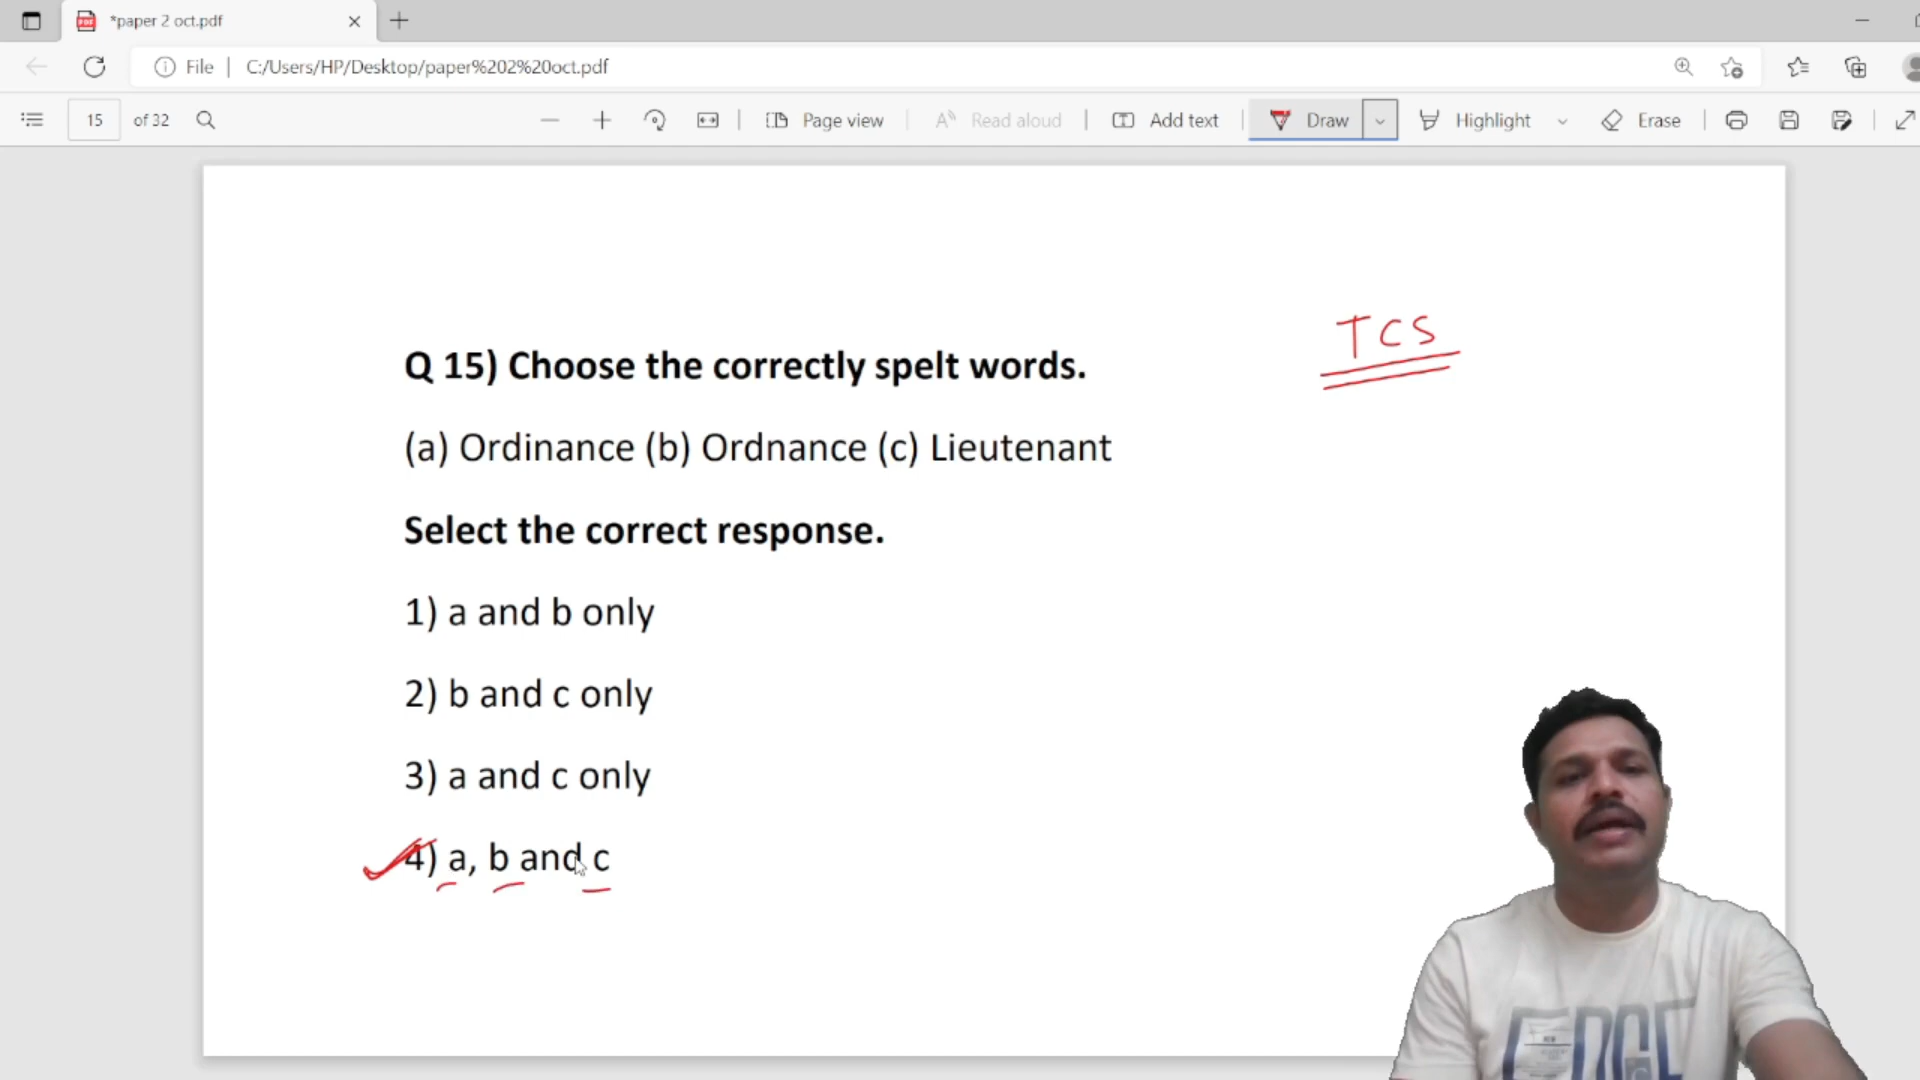 *paper 2 oct.pdf
File | C:/Users/HP/Desktop/paper%202%20oct.pdf
15 of 32 Page view Read aloud Add text Draw Highlight Erase
TCS
Q 15) Choose the correctly spelt words.
(a) Ordinance (b) Ordnance (c) Lieutenant
Select the correct response.
1) a and b only
2) b and c only
3) a and c only
4) a, b and c